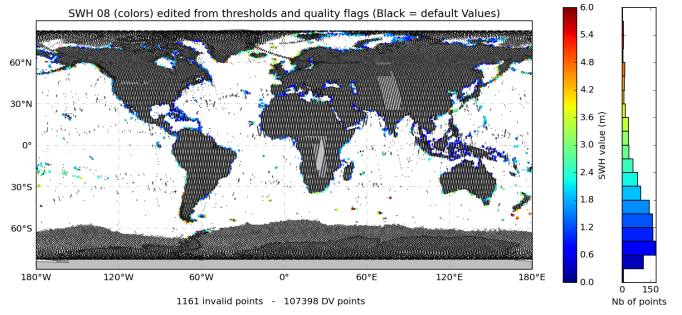 SWH 08 (colors) edited from thresholds and quality flags (Black = default Values)
60°N
30°N
0°
30°S
60°S
180°W
120°W
60°W
0°
60°E
120°E
180°E
1161 invalid points - 107398 DV points
6.0
5.4
4.8
4.2
3.6
3.0
2.4
1.8
1.2
0.6
0.0
SWH value (m)
0
150
Nb of points